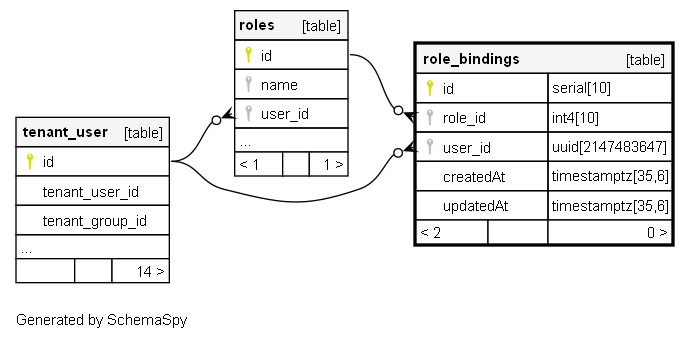 roles [table]
id
name
user_id
...
< 1 1 >
role_bindings [table]
id serial[10]
role_id int4[10]
user_id uuid[2147483647]
createdAt timestamptz[35,6]
updatedAt timestamptz[35,6]
< 2 0 >
tenant_user [table]
id
tenant_user_id
tenant_group_id
...
14 >
Generated by SchemaSpy